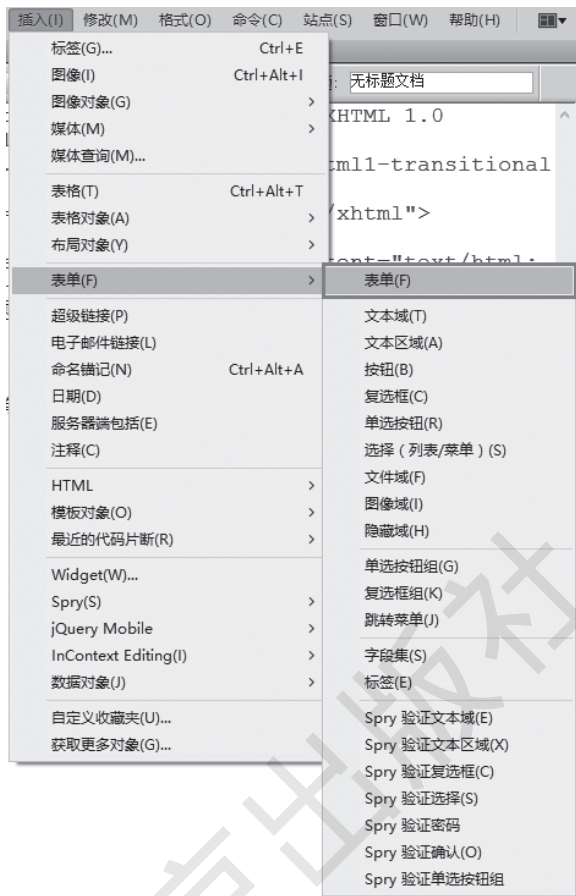 插入(I) 修改(M) 格式(O) 命令(C) 站点(S) 窗口(W) 帮助(H)
标签(G)... Ctrl+E
图像(I) Ctrl+Alt+I
图像对象(G)
媒体(M)
媒体查询(M)...
表格(T) Ctrl+Alt+T
表格对象(A)
布局对象(Y)
表单(F)
超级链接(P)
电子邮件链接(L)
命名锚记(N) Ctrl+Alt+A
日期(D)
服务器端包括(E)
注释(C)
HTML
模板对象(O)
最近的代码片断(R)
Widget(W)...
Spry(S)
jQuery Mobile
InContext Editing(I)
数据对象(J)
自定义收藏夹(U)...
获取更多对象(G)...
无标题文档
XHTML 1.0
tml1-transitional
/xhtml">
tent="text/html;
表单(F)
文本域(T)
文本区域(A)
按钮(B)
复选框(C)
单选按钮(R)
选择（列表/菜单）(S)
文件域(F)
图像域(I)
隐藏域(H)
单选按钮组(G)
复选框组(K)
跳转菜单(J)
字段集(S)
标签(E)
Spry 验证文本域(E)
Spry 验证文本区域(X)
Spry 验证复选框(C)
Spry 验证选择(S)
Spry 验证密码
Spry 验证确认(O)
Spry 验证单选按钮组
京出版社